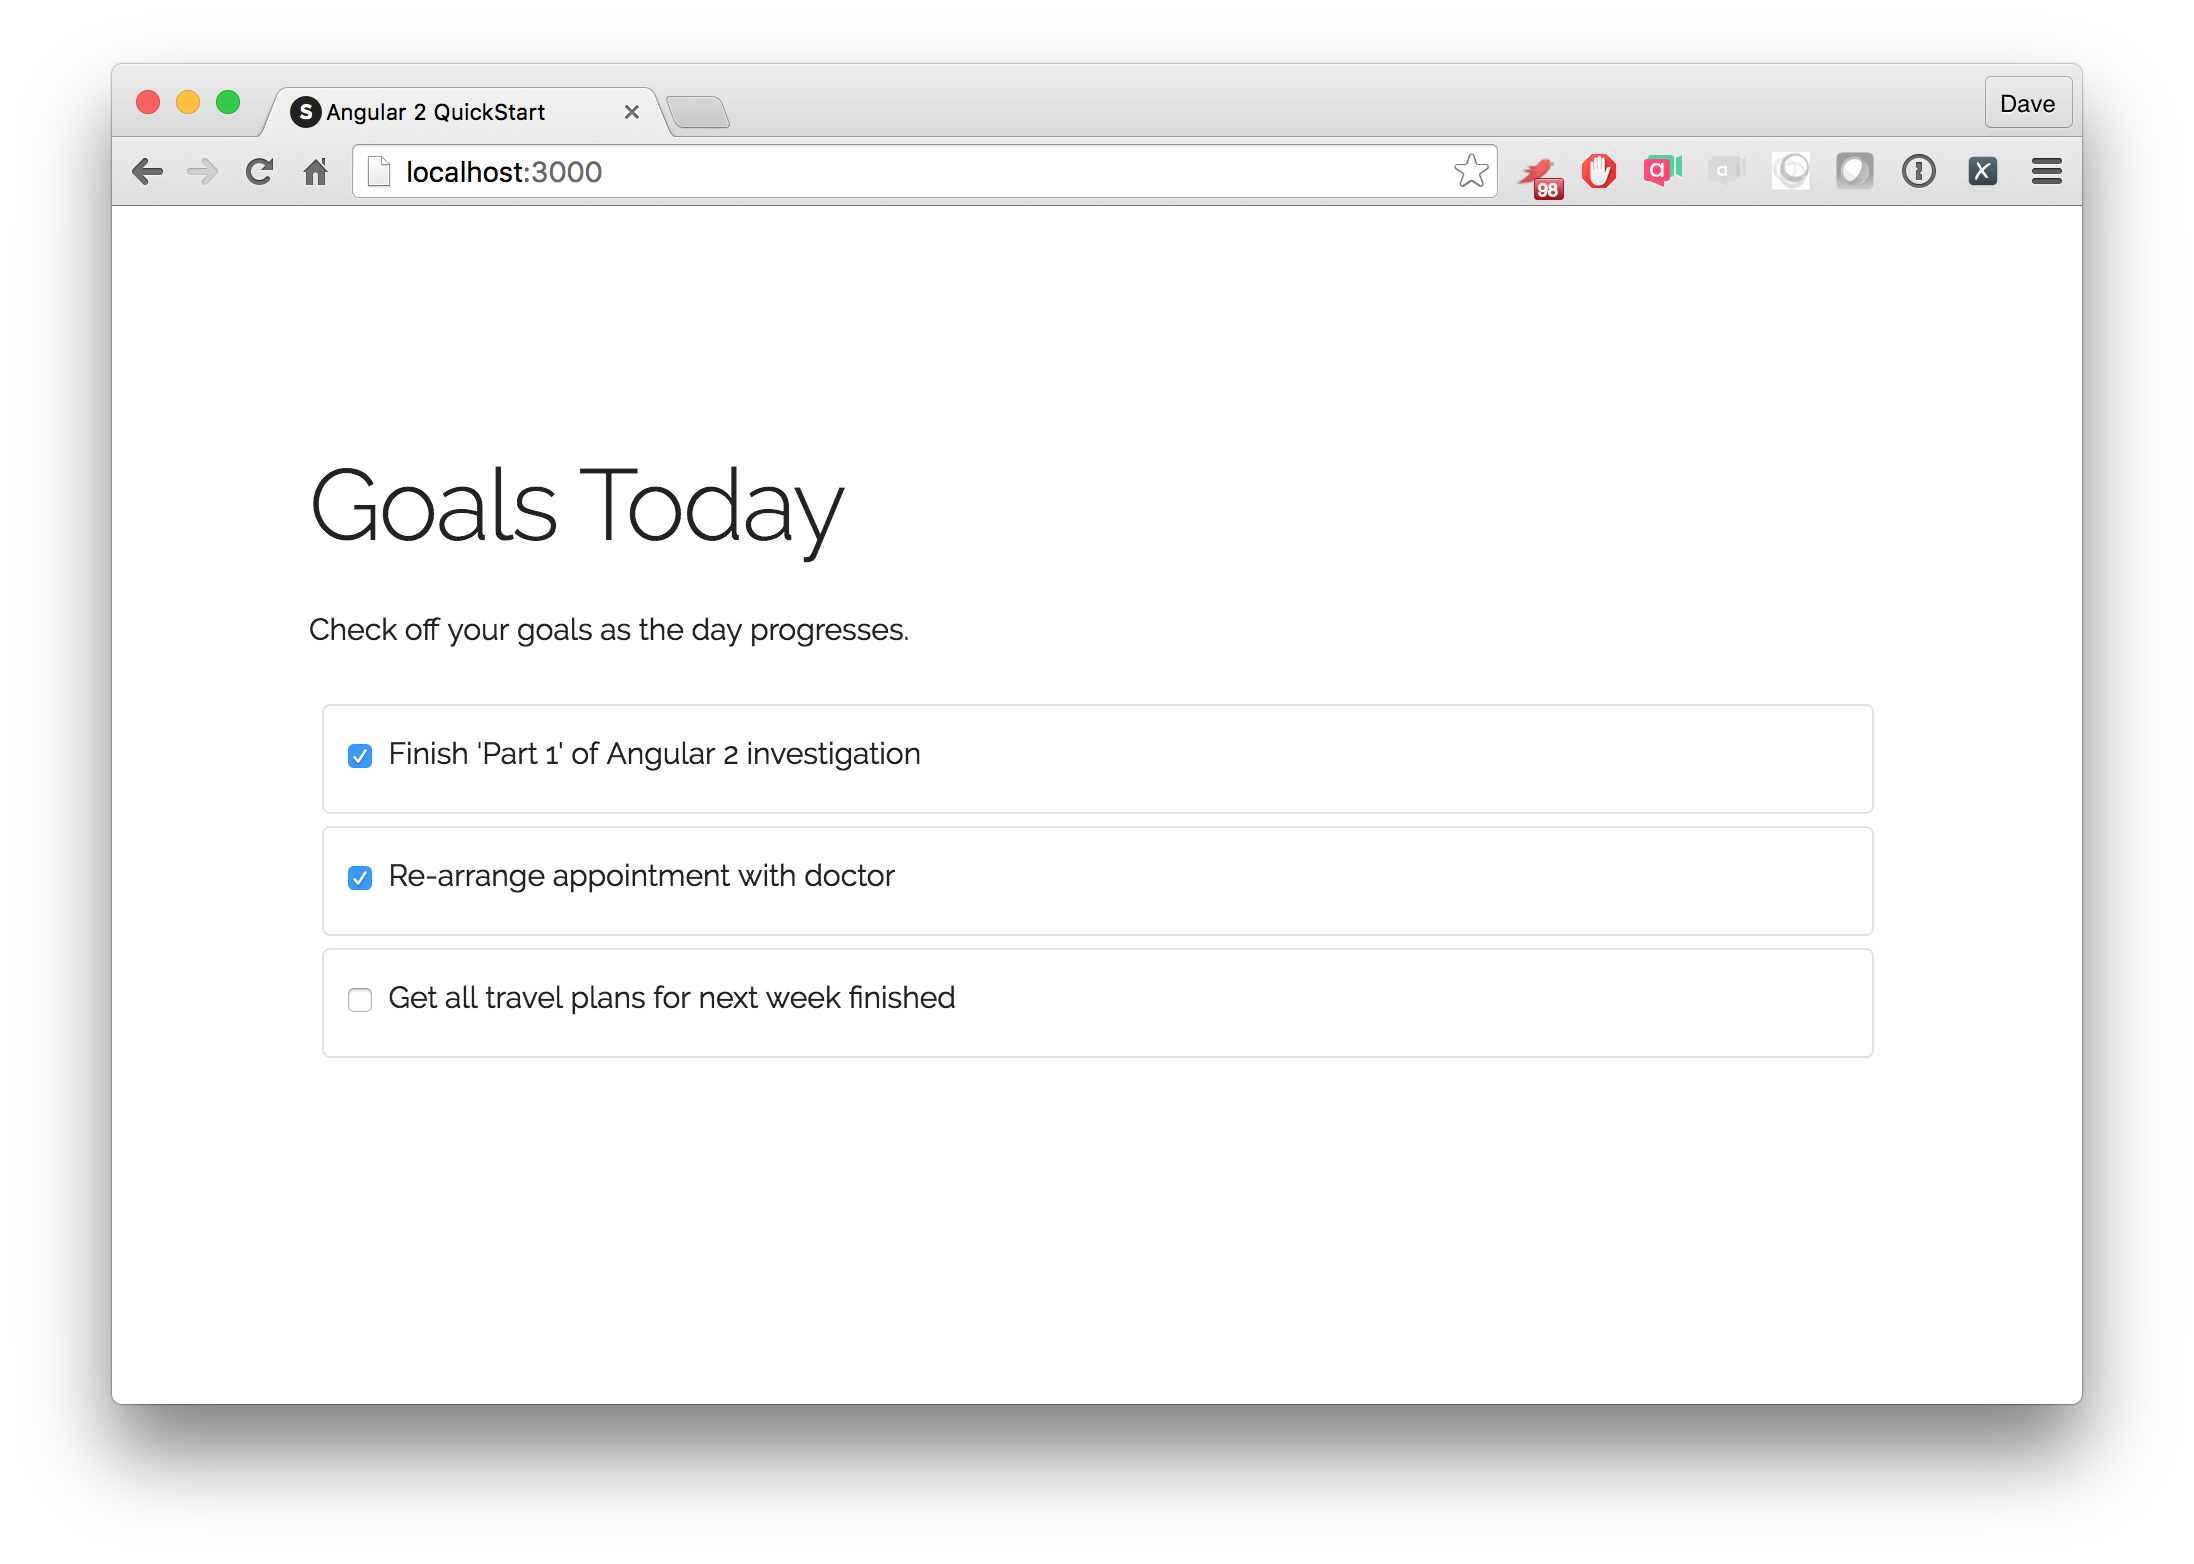 S Angular 2 QuickStart
Dave
localhost:3000
98
a
a
X
Goals Today
Check off your goals as the day progresses.
Finish 'Part 1' of Angular 2 investigation
Re-arrange appointment with doctor
Get all travel plans for next week finished